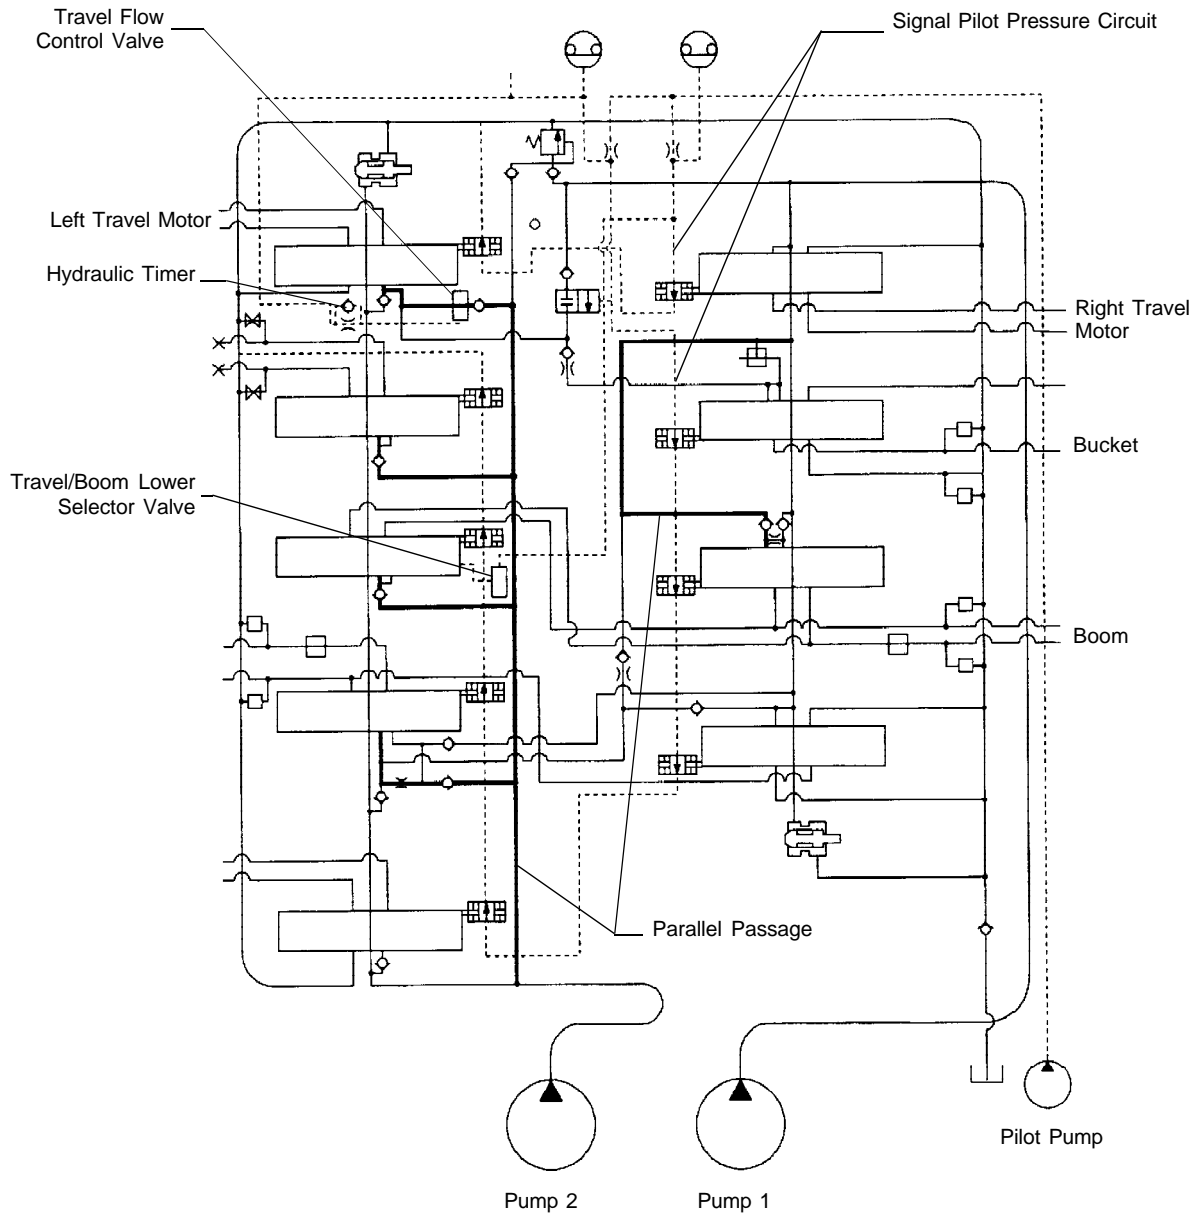 Travel Flow
Control Valve
Signal Pilot Pressure Circuit
Left Travel Motor
Hydraulic Timer
Right Travel
Motor
Bucket
Travel/Boom Lower
Selector Valve
Boom
Parallel Passage
Pilot Pump
Pump 2
Pump 1